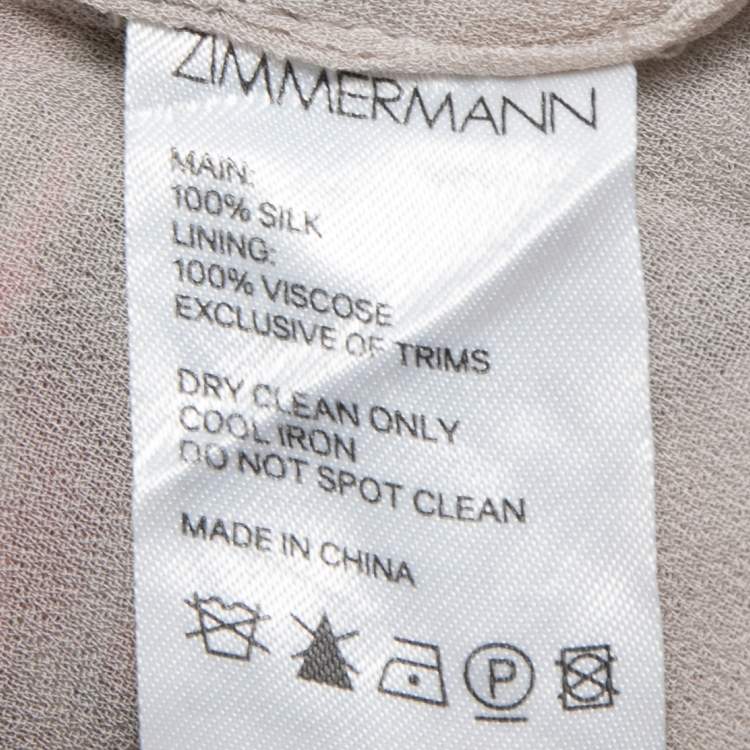 ZIMMERMANN
MAIN:
100% SILK
LINING:
100% VISCOSE
EXCLUSIVE OF TRIMS
DRY CLEAN ONLY
COOL IRON
DO NOT SPOT CLEAN
MADE IN CHINA
P